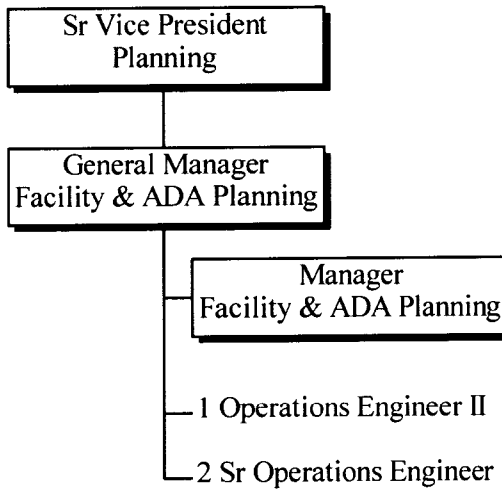 Sr Vice President
Planning
General Manager
Facility & ADA Planning
Manager
Facility & ADA Planning
1 Operations Engineer II
2 Sr Operations Engineer